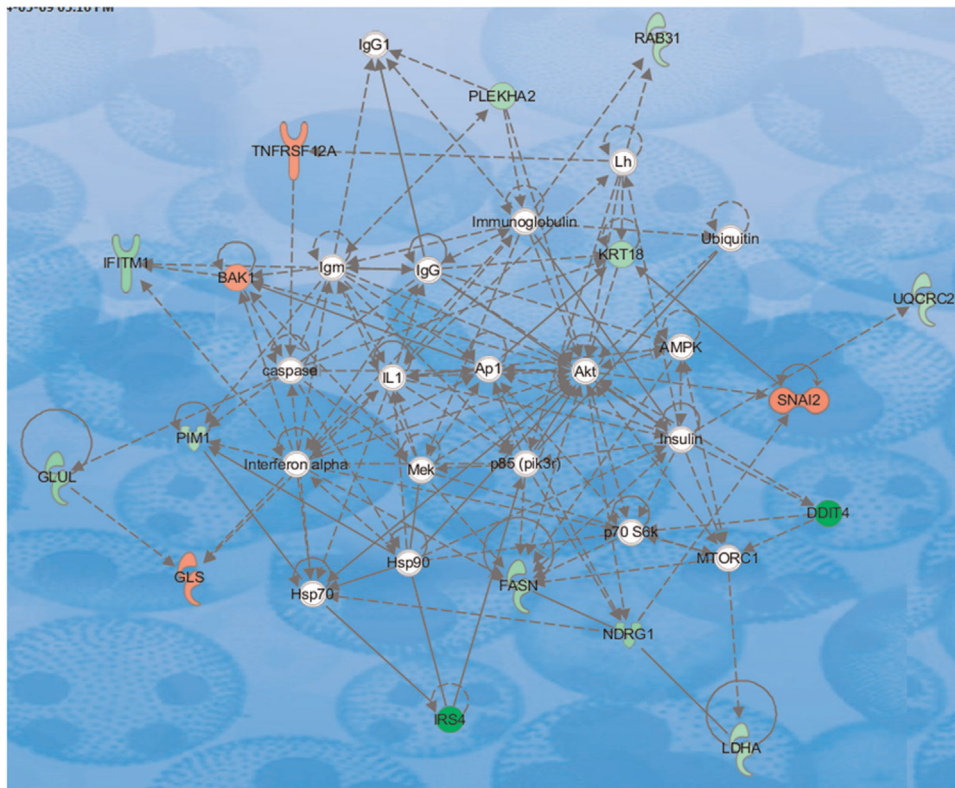 IgG1
RAB31
PLEKHA2
TNFRSF12A
Lh
Immunoglobulin
Ubiquitin
KRT18
IFITM1
BAK1
Igm
IgG
UQCRC2
AMPK
caspase
IL1
Ap1
Akt
SNAI2
PIM1
Insulin
GLUL
Interferon alpha
Mek
p85 (pik3r)
DDIT4
p70 S6k
MTORC1
Hsp90
GLS
Hsp70
FASN
NDRG1
IRS4
LDHA